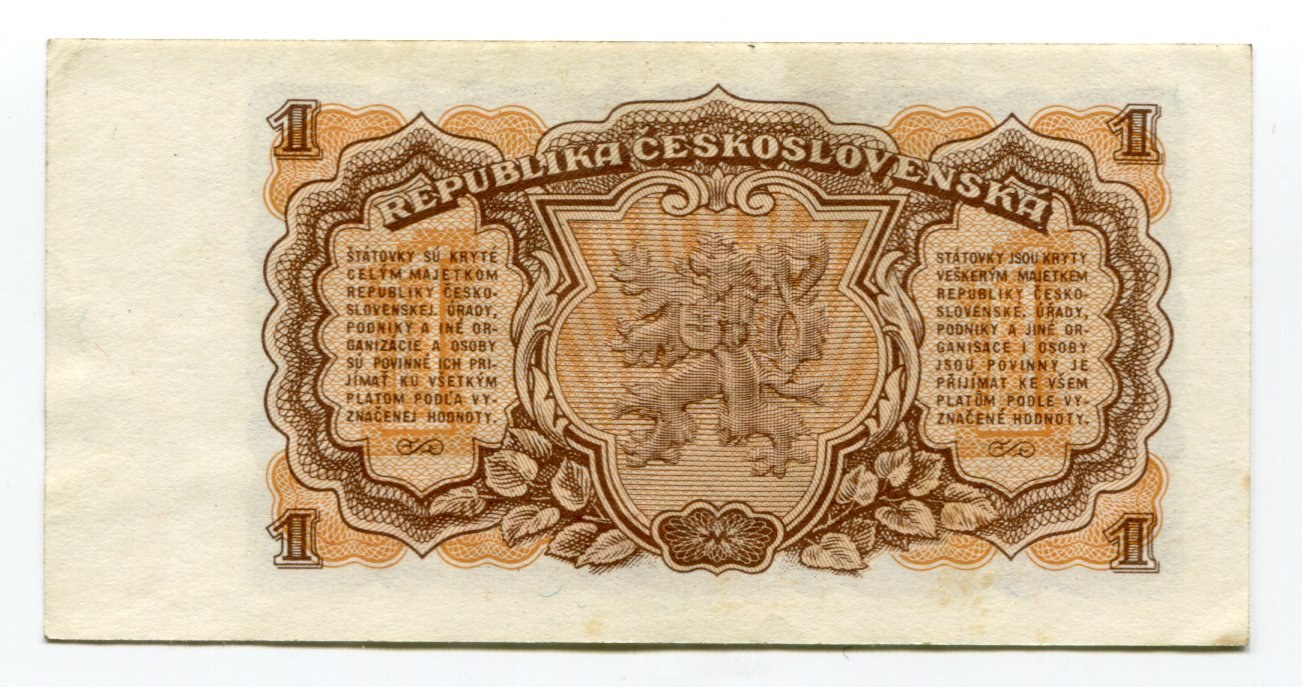 1
1
REPUBLIKA ČESKOSLOVENSKÁ
ŠTÁTOVKY SÚ KRYTÉ
CELÝM MAJETKOM
REPUBLIKY ČESKO-
SLOVENSKEJ. ÚRADY,
PODNIKY A INÉ OR-
GANIZÁCIE A OSOBY
SÚ POVINNÉ ICH PRI-
JÍMAŤ KU VŠETKÝM
PLATOM PODĽA VY-
ZNAČENEJ HODNOTY.
STÁTOVKY JSOU KRYTY
VEŠKERÝM MAJETKEM
REPUBLIKY ČESKO-
SLOVENSKÉ. ÚŘADY,
PODNIKY A JINÉ OR-
GANISACE I OSOBY
JSOU POVINNY JE
PŘIJÍMAT KE VŠEM
PLATŮM PODLE VY-
ZNAČENÉ HODNOTY.
1
1